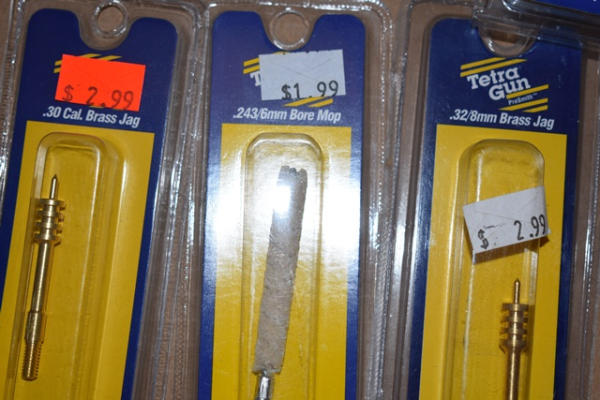 $ 2.99
.30 Cal. Brass Jag
$1.99
.243/6mm Bore Mop
Tetra
Gun
ProSmith™
.32/8mm Brass Jag
$ 2.99